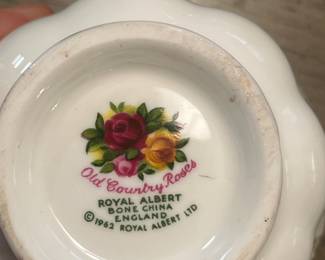 Old Country Roses
ROYAL ALBERT
BONE CHINA
ENGLAND
©1962 ROYAL ALBERT LTD